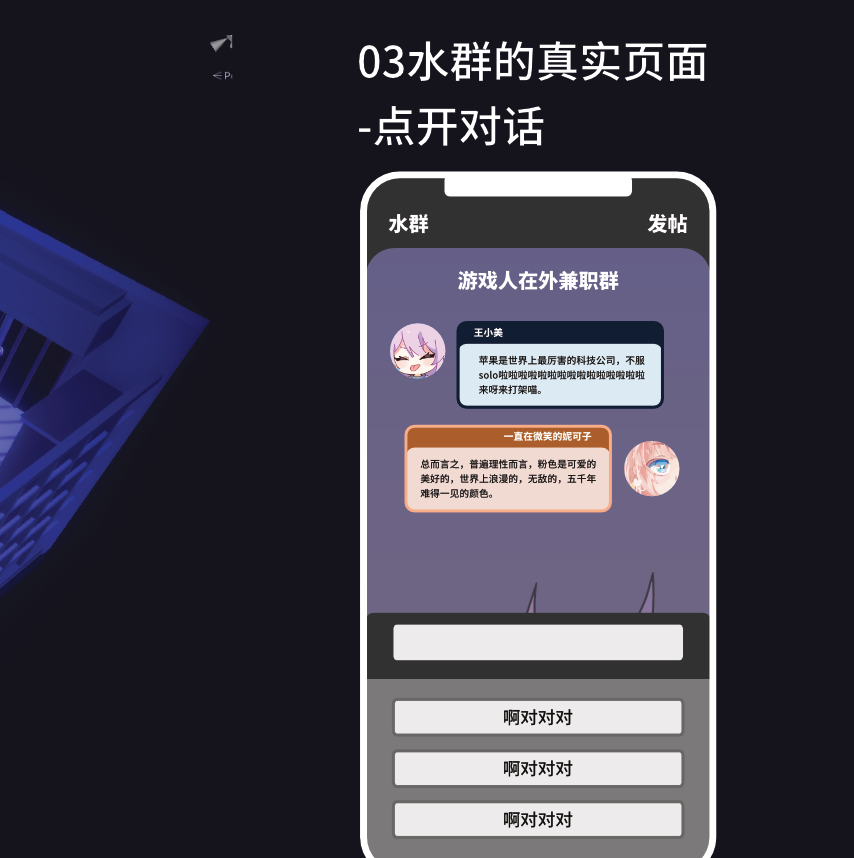 03水群的真实页面
-点开对话
水群
发帖
游戏人在外兼职群
王小美
苹果是世界上最厉害的科技公司，不服
solo啦啦啦啦啦啦啦啦啦啦啦啦啦啦啦
来呀来打架喵。
一直在微笑的妮可子
总而言之，普遍理性而言，粉色是可爱的
美好的，世界上浪漫的，无敌的，五千年
难得一见的颜色。
啊对对对
啊对对对
啊对对对